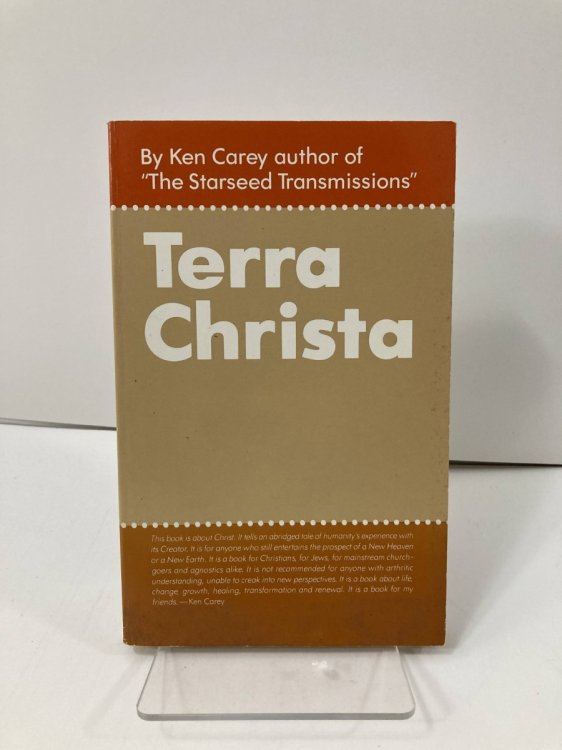 By Ken Carey author of
"The Starseed Transmissions"
Terra
Christa
This book is about Christ. It tells an abridged tale of humanity's experience with
its Creator. It is for anyone who still entertains the prospect of a New Heaven
or a New Earth. It is a book for Christians, for Jews, for mainstream church-
goers and agnostics alike. It is not recommended for anyone with arthritic
understanding, unable to creak into new perspectives. It is a book about life,
change, growth, healing, transformation and renewal. It is a book for my
friends. — Ken Carey